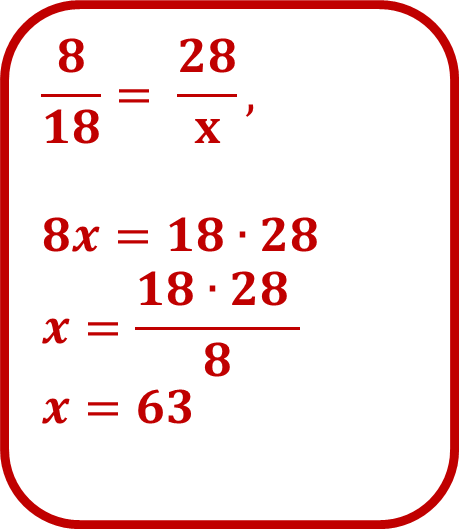 8/18 = 28/x,
8x = 18 · 28
x = 18 · 28/8
x = 63